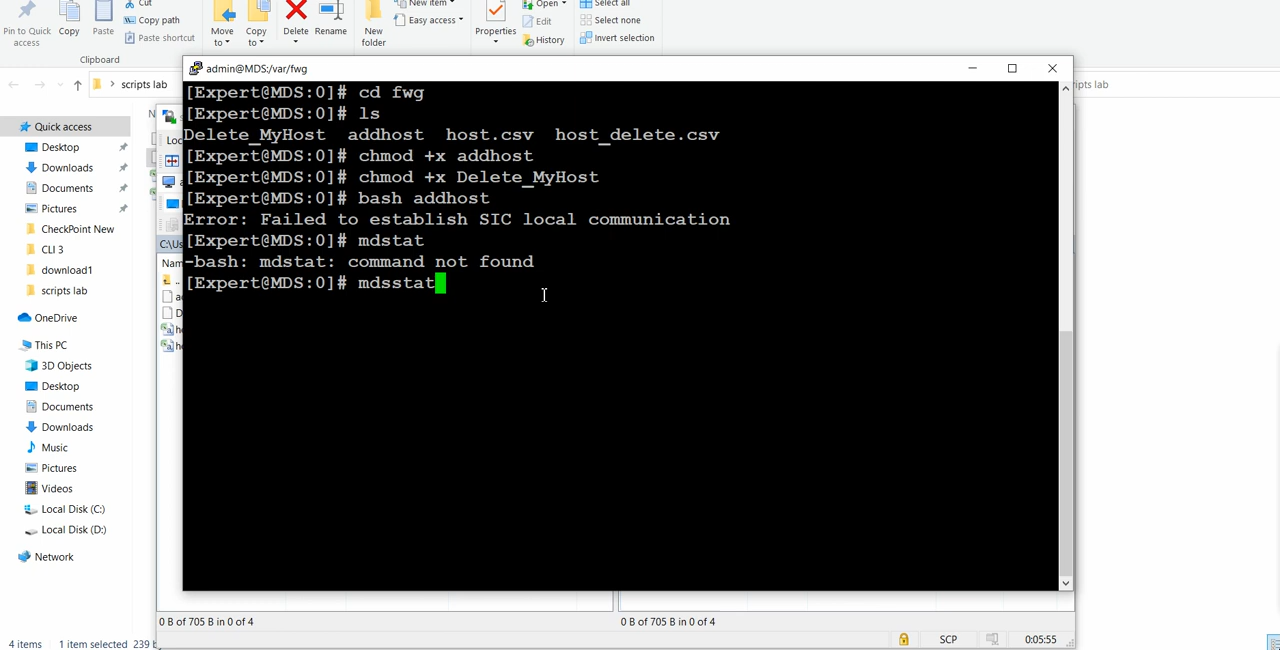 Pin to Quick
access
Copy
Paste
Cut
Copy path
Paste shortcut
Clipboard
Move
to
Copy
to
Delete
Rename
New
folder
New item
Easy access
Properties
Open
Edit
History
Select all
Select none
Invert selection
scripts lab
ipts lab
admin@MDS:/var/fwg
[Expert@MDS:0]# cd fwg
[Expert@MDS:0]# ls
Delete_MyHost addhost host.csv host_delete.csv
[Expert@MDS:0]# chmod +x addhost
[Expert@MDS:0]# chmod +x Delete_MyHost
[Expert@MDS:0]# bash addhost
Error: Failed to establish SIC local communication
[Expert@MDS:0]# mdstat
-bash: mdstat: command not found
[Expert@MDS:0]# mdsstat
Quick access
Desktop
Downloads
Documents
Pictures
CheckPoint New
CLI 3
download1
scripts lab
OneDrive
This PC
3D Objects
Desktop
Documents
Downloads
Music
Pictures
Videos
Local Disk (C:)
Local Disk (D:)
Network
N
Loc
C:\Us
Nam
..
a
D
h
h
0 B of 705 B in 0 of 4
0 B of 705 B in 0 of 4
SCP
0:05:55
4 items
1 item selected 239 b